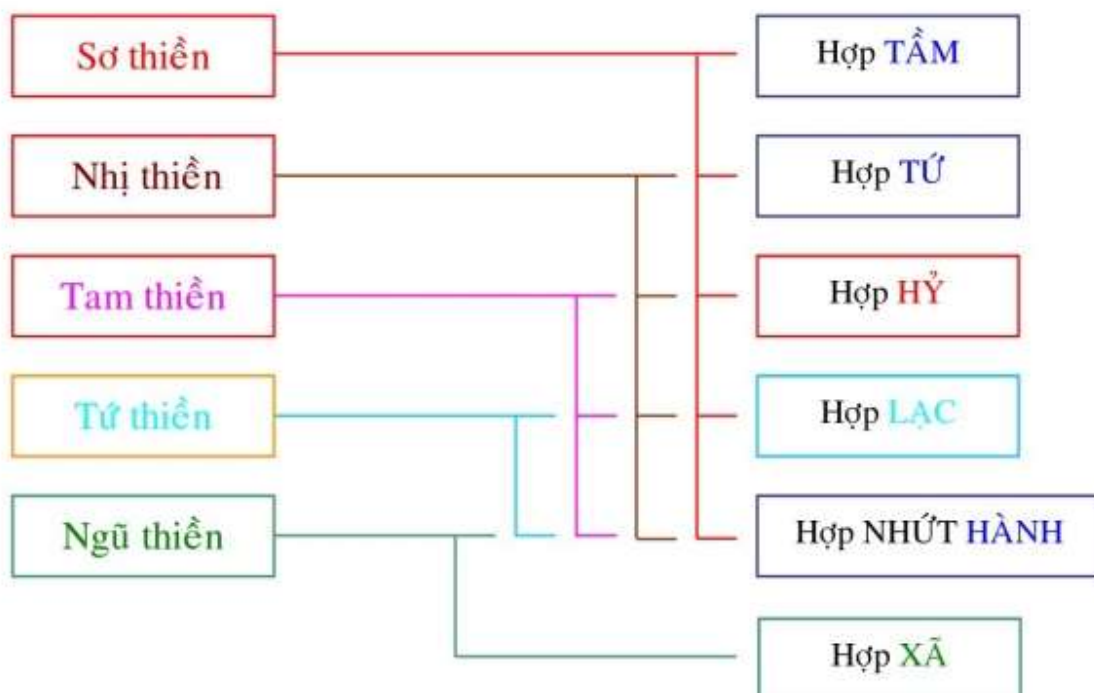 Sơ thiền
Hợp TẦM
Nhị thiền
Hợp TỨ
Tam thiền
Hợp HỶ
Tứ thiền
Hợp LẠC
Ngũ thiền
Hợp NHỨT HÀNH
Hợp XÃ